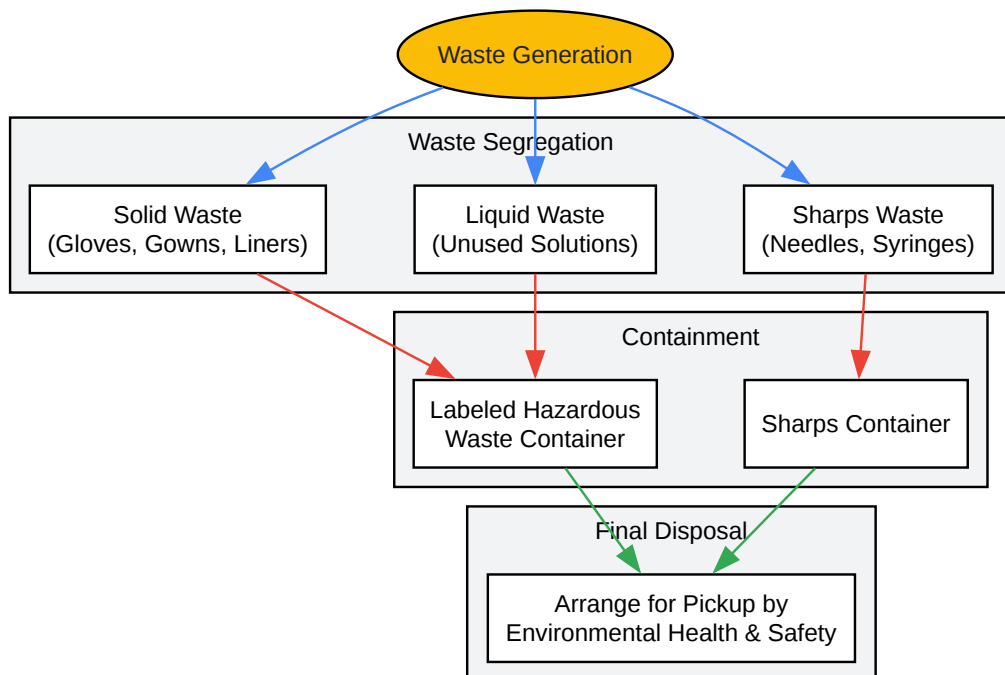 Waste Generation
Waste Segregation
Solid Waste
(Gloves, Gowns, Liners)
Liquid Waste
(Unused Solutions)
Sharps Waste
(Needles, Syringes)
Containment
Labeled Hazardous
Waste Container
Sharps Container
Final Disposal
Arrange for Pickup by
Environmental Health & Safety